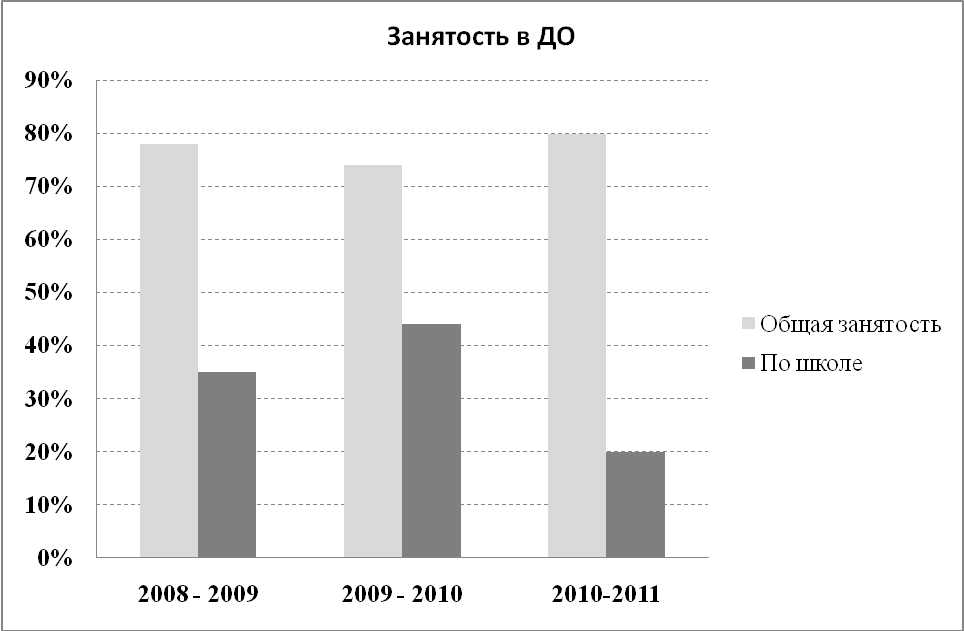 Занятость в ДО
90%
80%
70%
60%
50%
40%
30%
20%
10%
0%
2008 - 2009
2009 - 2010
2010-2011
Общая занятость
По школе